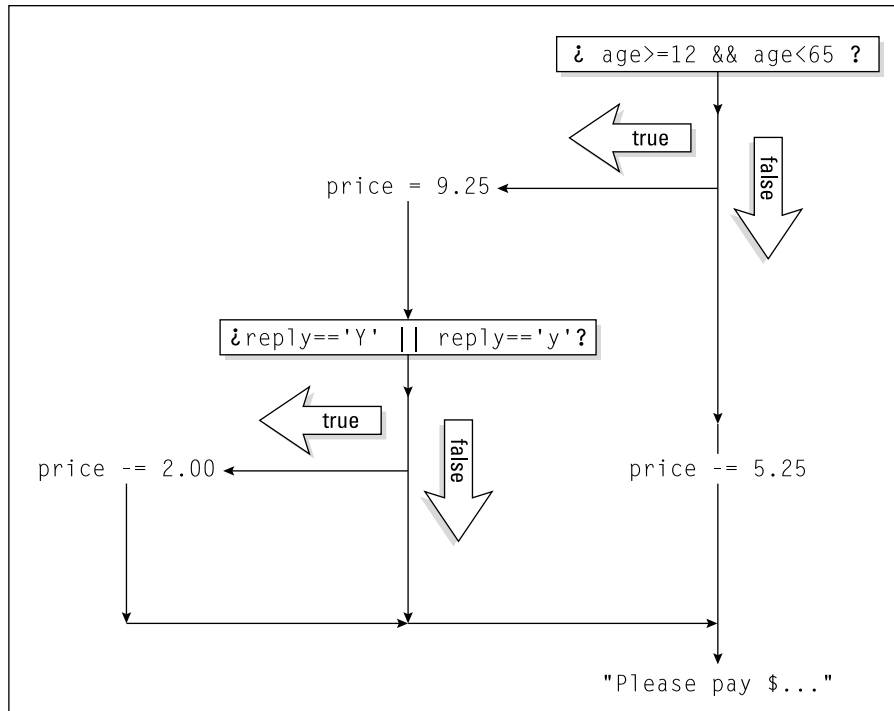 ¿ age>=12 && age<65 ?
true
false
price = 9.25
¿reply=='Y' || reply=='y'?
true
false
price -= 2.00
price -= 5.25
"Please pay $..."